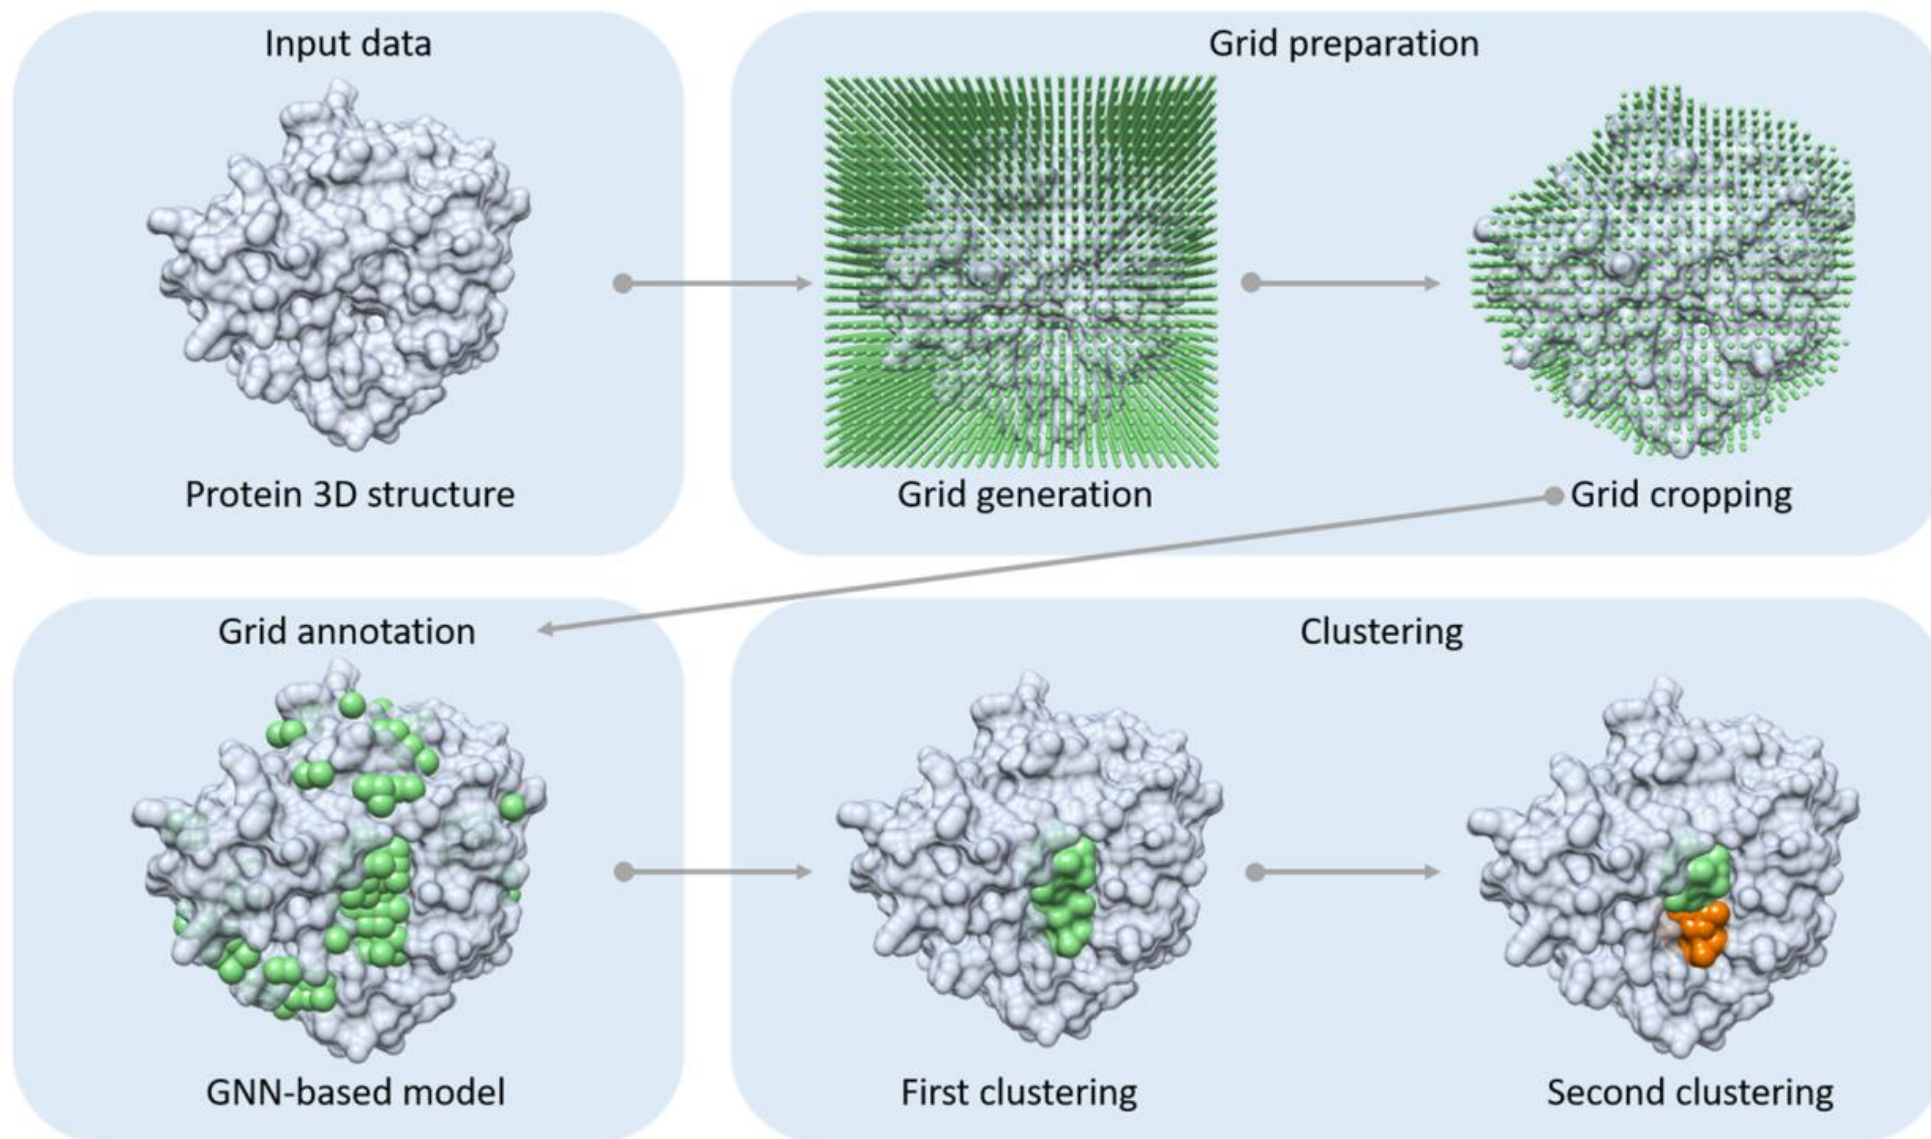 Input data
Grid preparation
Protein 3D structure
Grid generation
Grid cropping
Grid annotation
Clustering
GNN-based model
First clustering
Second clustering